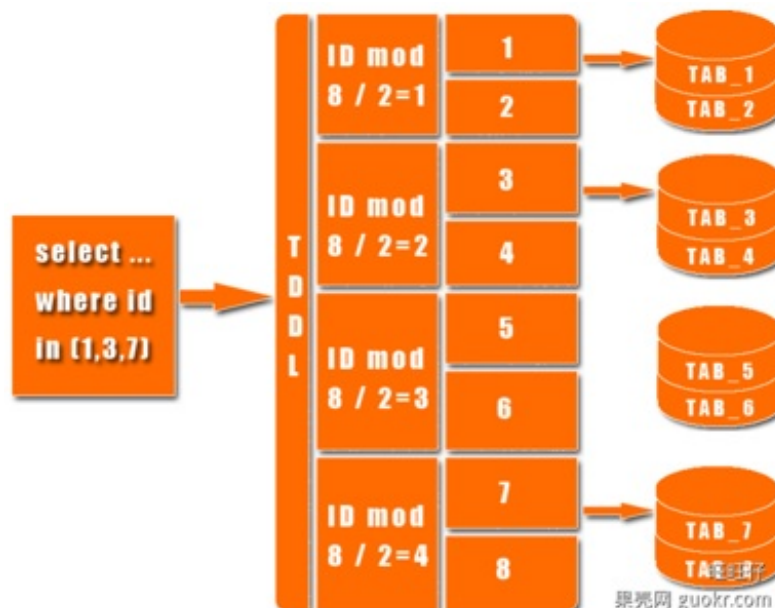 select ...
where id
in (1,3,7)
T
D
D
L
ID mod
8 / 2=1
1
2
ID mod
8 / 2=2
3
4
ID mod
8 / 2=3
5
6
ID mod
8 / 2=4
7
8
TAB_1
TAB_2
TAB_3
TAB_4
TAB_5
TAB_6
TAB_7
果壳网 guokr.com